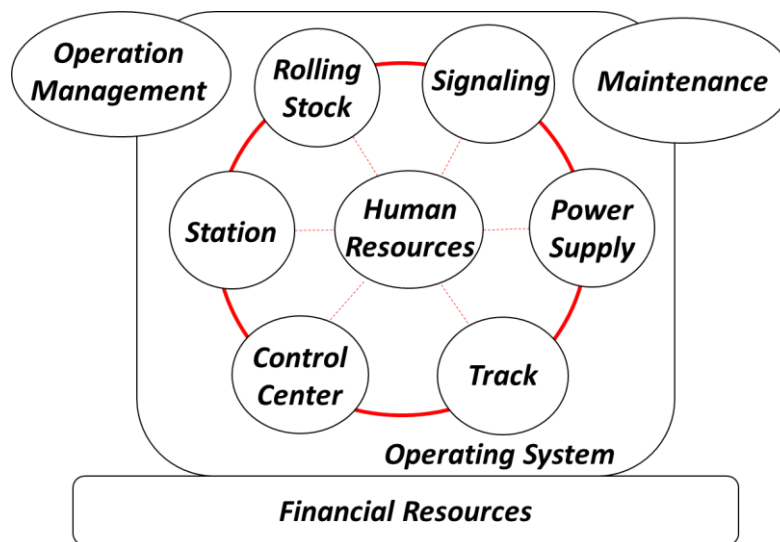 Operation
Management
Rolling
Stock
Signaling
Maintenance
Station
Human
Resources
Power
Supply
Control
Center
Track
Operating System
Financial Resources